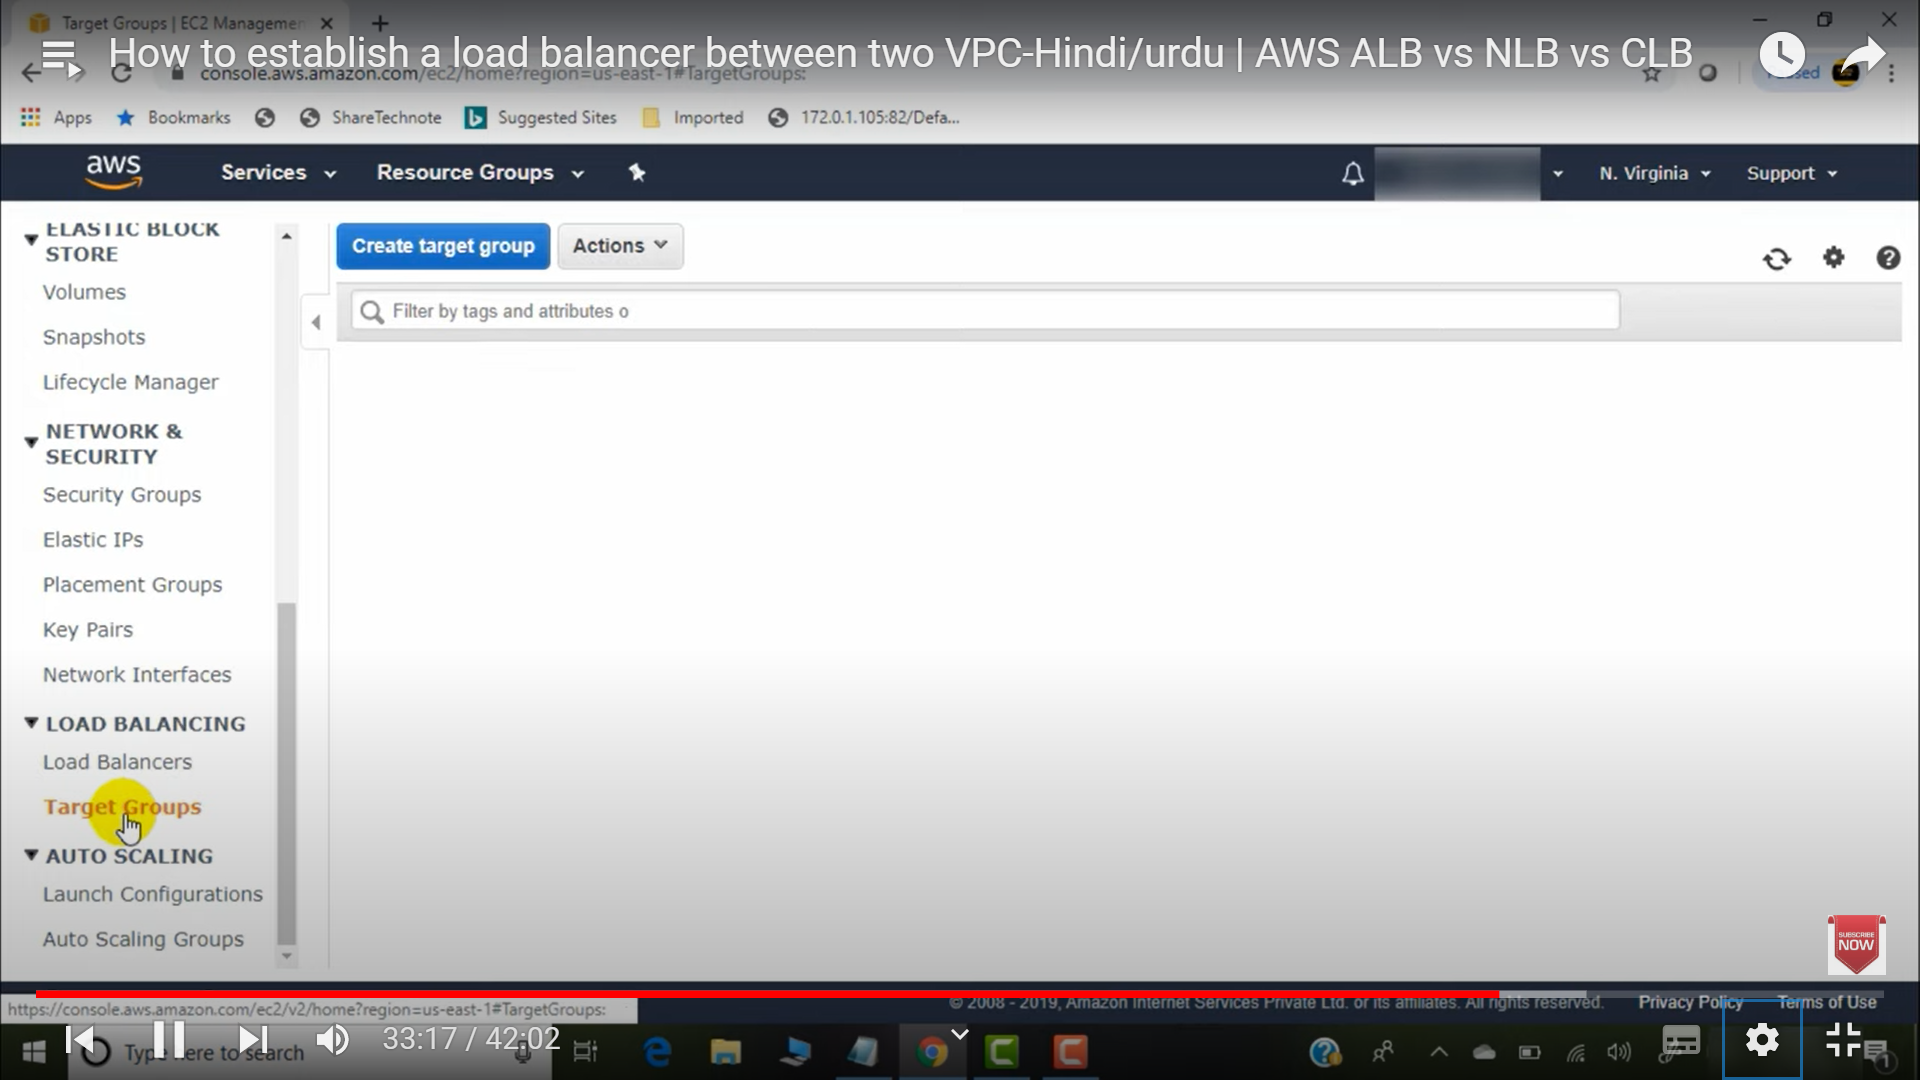 Target Groups | EC2 Managemen
How to establish a load balancer between two VPC-Hindi/urdu | AWS ALB vs NLB vs CLB
console.aws.amazon.com/ec2/home?region=us-east-1#TargetGroups:
Apps Bookmarks ShareTechnote Suggested Sites Imported 172.0.1.105:82/Defa...
aws Services Resource Groups N. Virginia Support
ELASTIC BLOCK
STORE
Volumes
Snapshots
Lifecycle Manager
NETWORK &
SECURITY
Security Groups
Elastic IPs
Placement Groups
Key Pairs
Network Interfaces
LOAD BALANCING
Load Balancers
Target Groups
AUTO SCALING
Launch Configurations
Auto Scaling Groups
Create target group Actions
Filter by tags and attributes o
SUBSCRIBE
NOW
https://console.aws.amazon.com/ec2/v2/home?region=us-east-1#TargetGroups:
© 2008 - 2019, Amazon Internet Services Private Ltd. or its affiliates. All rights reserved. Privacy Policy Terms of Use
Type here to search
33:17 / 42:02
1